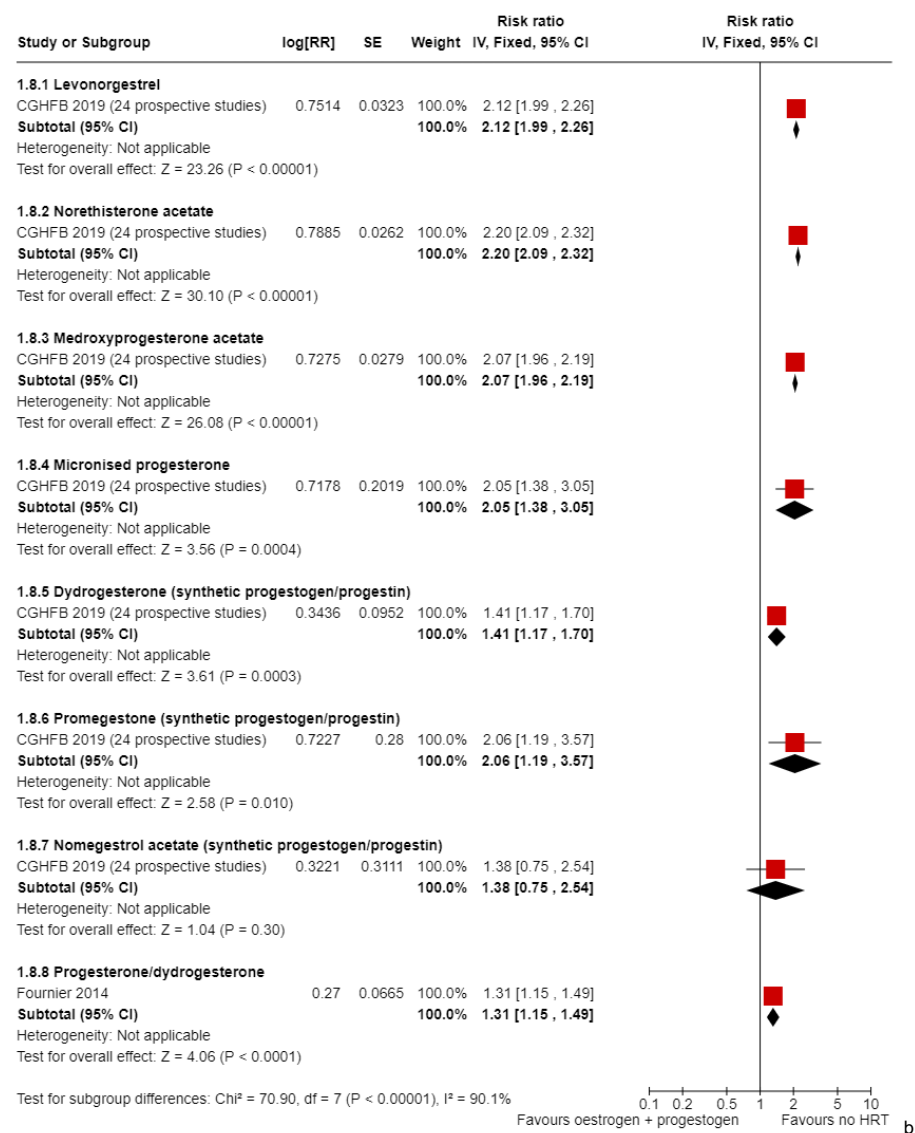 Risk ratio Risk ratio
Study or Subgroup log[RR] SE Weight IV, Fixed, 95% CI IV, Fixed, 95% CI
1.8.1 Levonorgestrel
CGHFB 2019 (24 prospective studies) 0.7514 0.0323 100.0% 2.12 [1.99 , 2.26]
Subtotal (95% CI) 100.0% 2.12 [1.99 , 2.26]
Heterogeneity: Not applicable
Test for overall effect: Z = 23.26 (P < 0.00001)
1.8.2 Norethisterone acetate
CGHFB 2019 (24 prospective studies) 0.7885 0.0262 100.0% 2.20 [2.09 , 2.32]
Subtotal (95% CI) 100.0% 2.20 [2.09 , 2.32]
Heterogeneity: Not applicable
Test for overall effect: Z = 30.10 (P < 0.00001)
1.8.3 Medroxyprogesterone acetate
CGHFB 2019 (24 prospective studies) 0.7275 0.0279 100.0% 2.07 [1.96 , 2.19]
Subtotal (95% CI) 100.0% 2.07 [1.96 , 2.19]
Heterogeneity: Not applicable
Test for overall effect: Z = 26.08 (P < 0.00001)
1.8.4 Micronised progesterone
CGHFB 2019 (24 prospective studies) 0.7178 0.2019 100.0% 2.05 [1.38 , 3.05]
Subtotal (95% CI) 100.0% 2.05 [1.38 , 3.05]
Heterogeneity: Not applicable
Test for overall effect: Z = 3.56 (P = 0.0004)
1.8.5 Dydrogesterone (synthetic progestogen/progestin)
CGHFB 2019 (24 prospective studies) 0.3436 0.0952 100.0% 1.41 [1.17 , 1.70]
Subtotal (95% CI) 100.0% 1.41 [1.17 , 1.70]
Heterogeneity: Not applicable
Test for overall effect: Z = 3.61 (P = 0.0003)
1.8.6 Promegestone (synthetic progestogen/progestin)
CGHFB 2019 (24 prospective studies) 0.7227 0.28 100.0% 2.06 [1.19 , 3.57]
Subtotal (95% CI) 100.0% 2.06 [1.19 , 3.57]
Heterogeneity: Not applicable
Test for overall effect: Z = 2.58 (P = 0.010)
1.8.7 Nomegestrol acetate (synthetic progestogen/progestin)
CGHFB 2019 (24 prospective studies) 0.3221 0.3111 100.0% 1.38 [0.75 , 2.54]
Subtotal (95% CI) 100.0% 1.38 [0.75 , 2.54]
Heterogeneity: Not applicable
Test for overall effect: Z = 1.04 (P = 0.30)
1.8.8 Progesterone/dydrogesterone
Fournier 2014 0.27 0.0665 100.0% 1.31 [1.15 , 1.49]
Subtotal (95% CI) 100.0% 1.31 [1.15 , 1.49]
Heterogeneity: Not applicable
Test for overall effect: Z = 4.06 (P < 0.0001)
Test for subgroup differences: Chi² = 70.90, df = 7 (P < 0.00001), I² = 90.1%
0.1 0.2 0.5 1 2 5 10
Favours oestrogen + progestogen Favours no HRT b